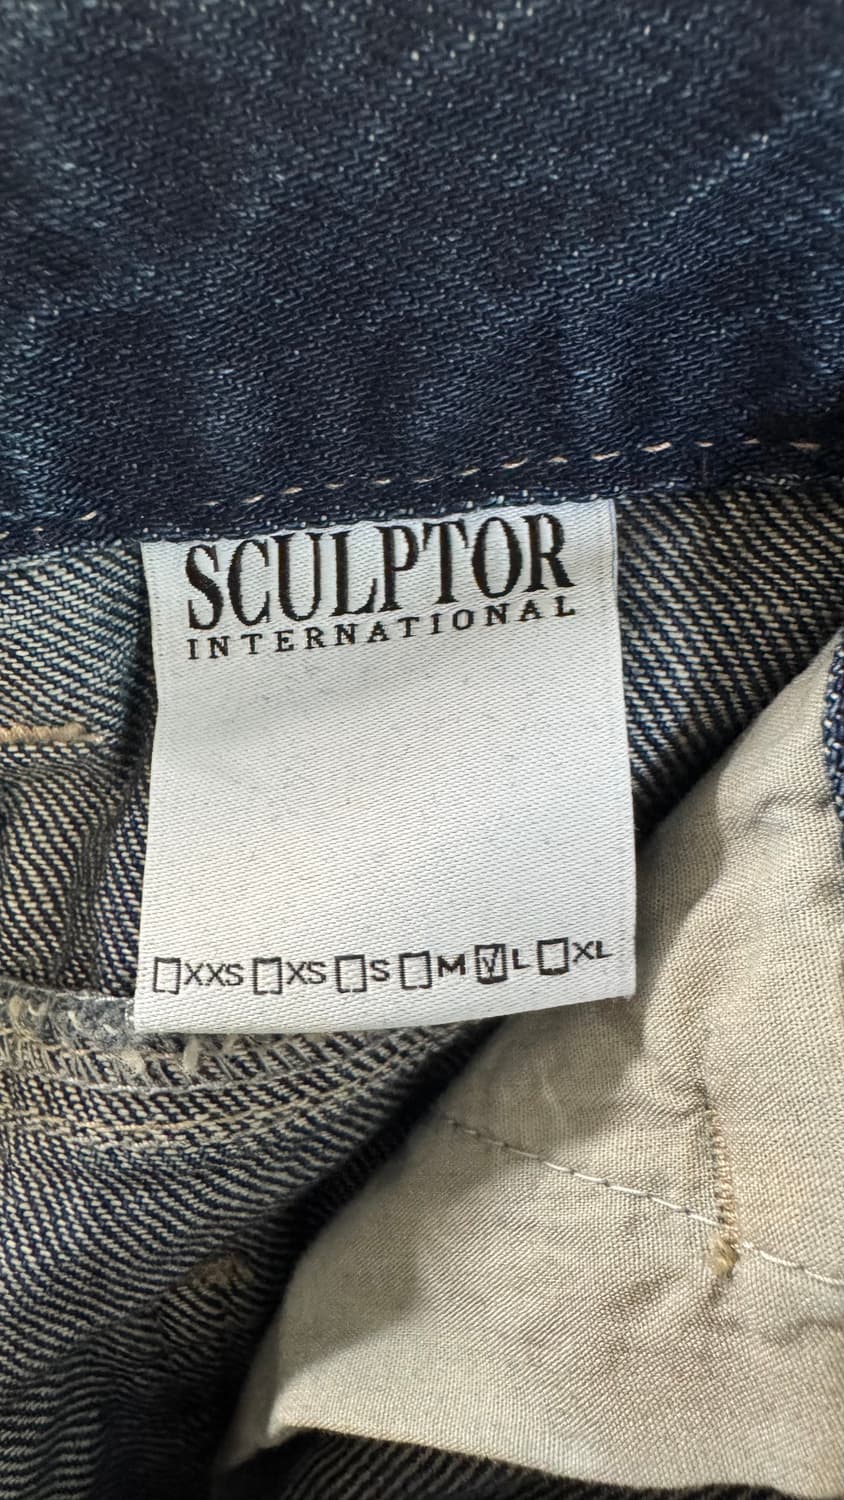 SCULPTOR
INTERNATIONAL
☐XXS ☐XS ☐S ☐M ☑L ☐XL